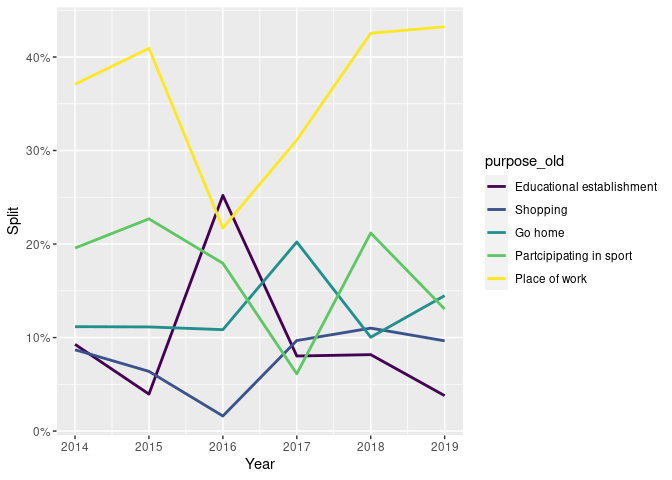 40%
30%
20%
10%
0%
Split
2014 2015 2016 2017 2018 2019
Year
purpose_old
Educational establishment
Shopping
Go home
Partcipipating in sport
Place of work